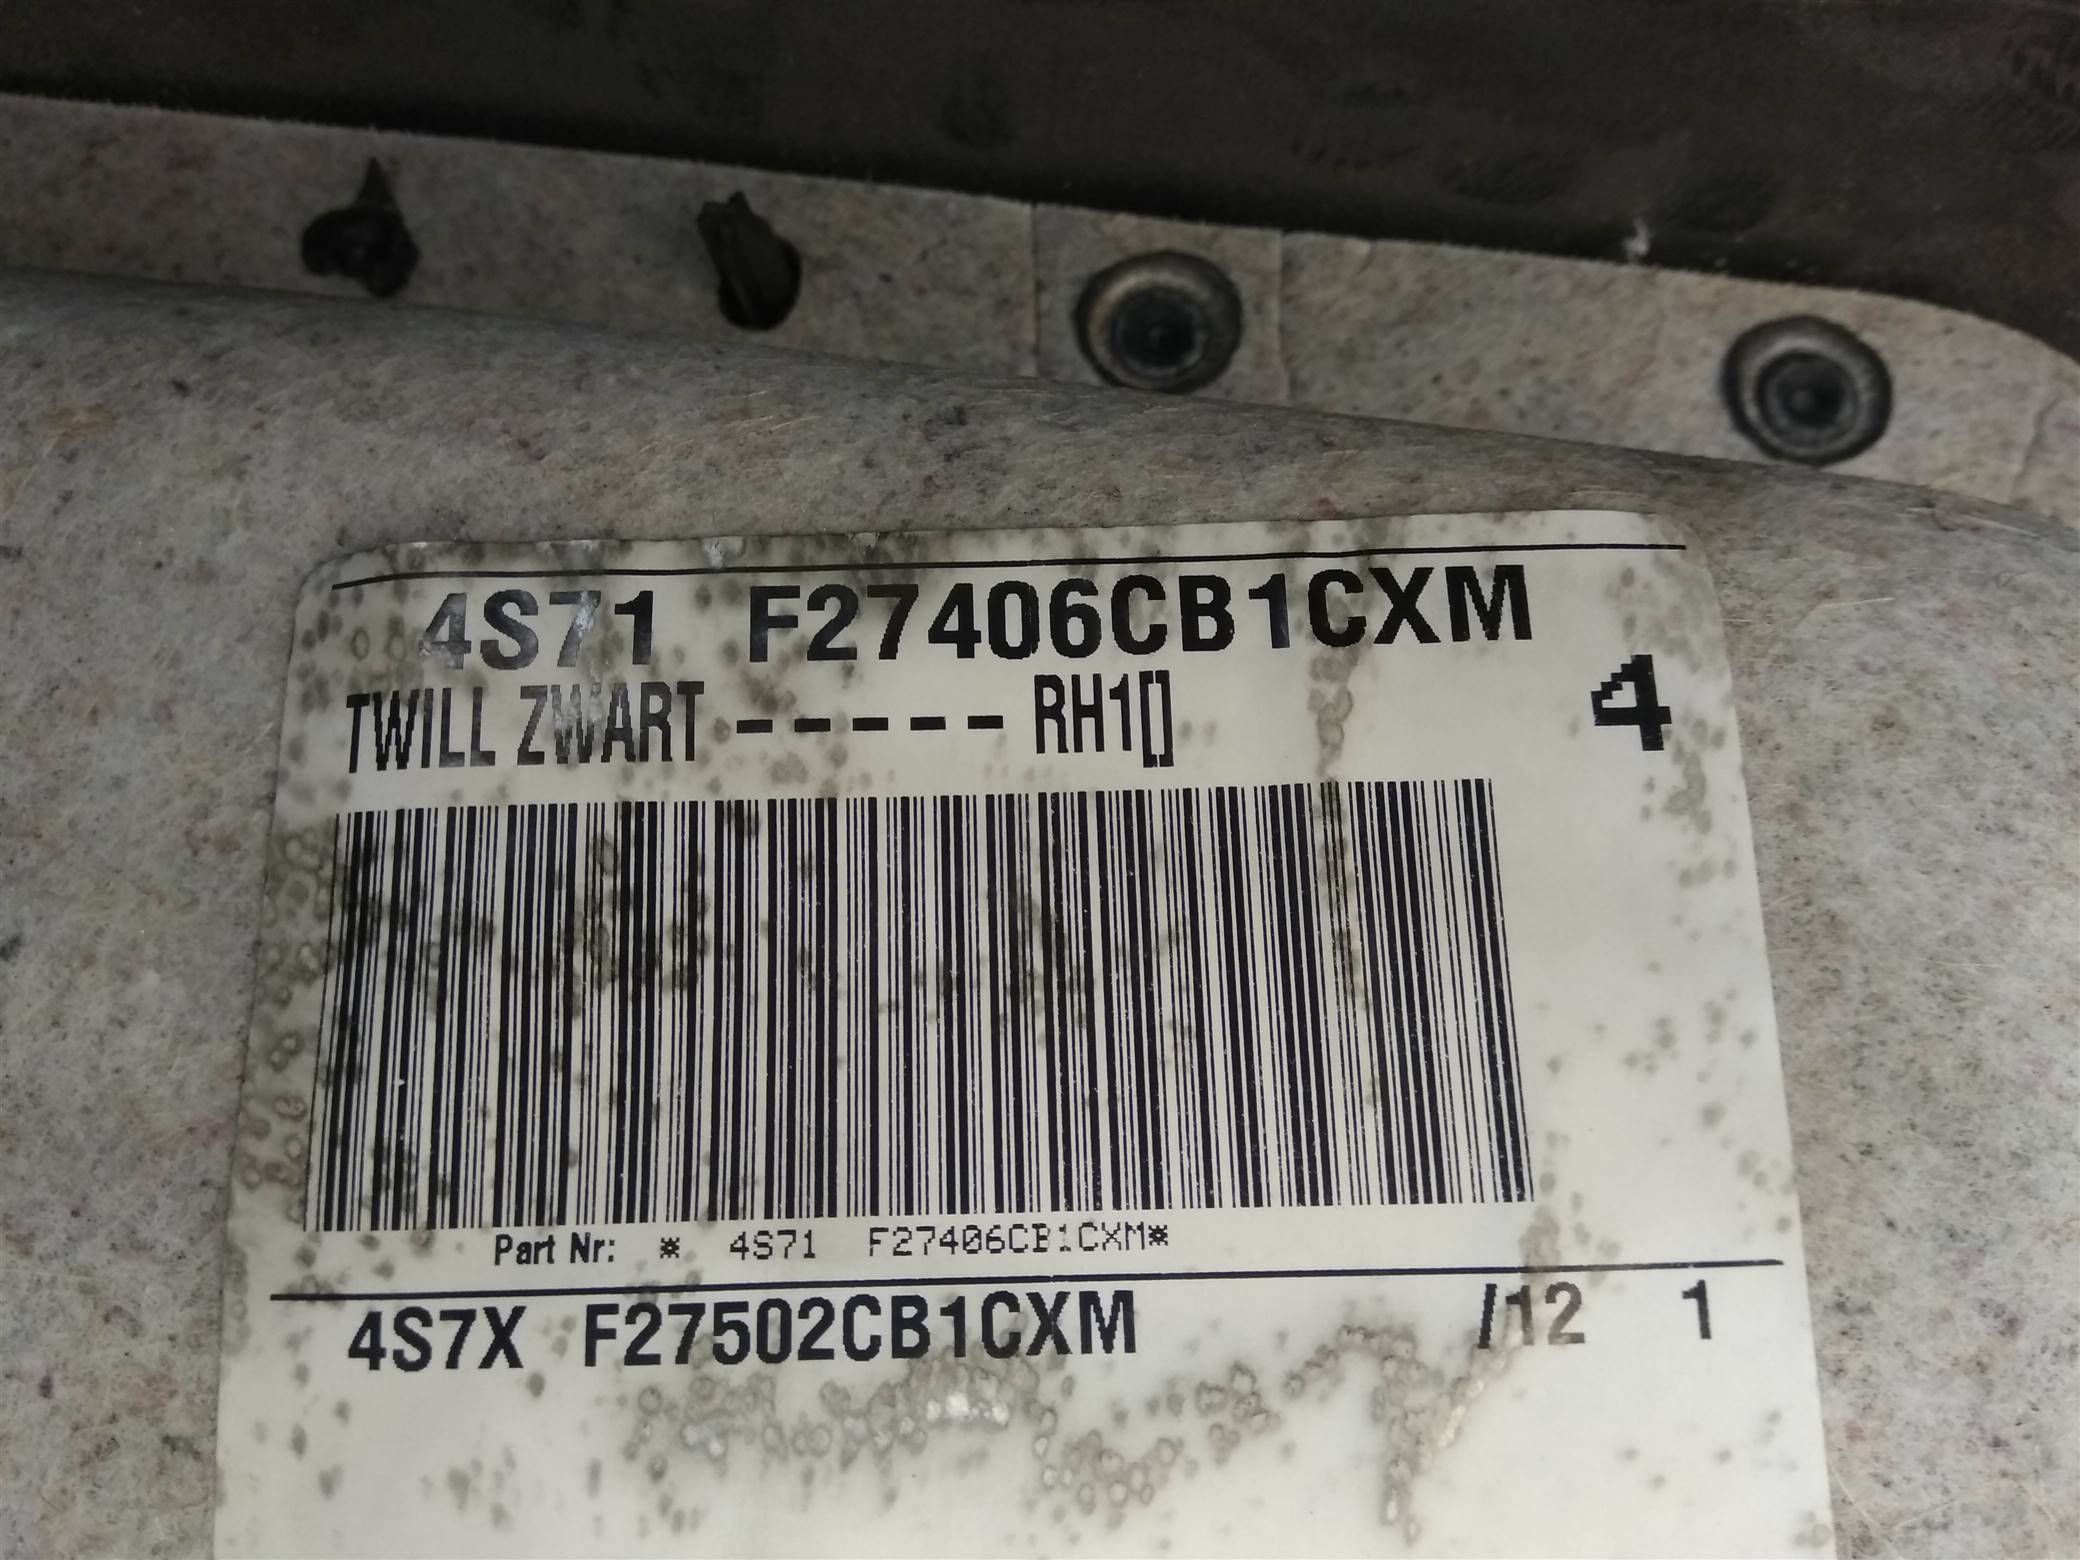 4S71 F27406CB1CXM
TWILL ZWART ----- RH1[]
4
Part Nr: * 4S71 F27406CB1CXM*
4S7X F27502CB1CXM /12 1